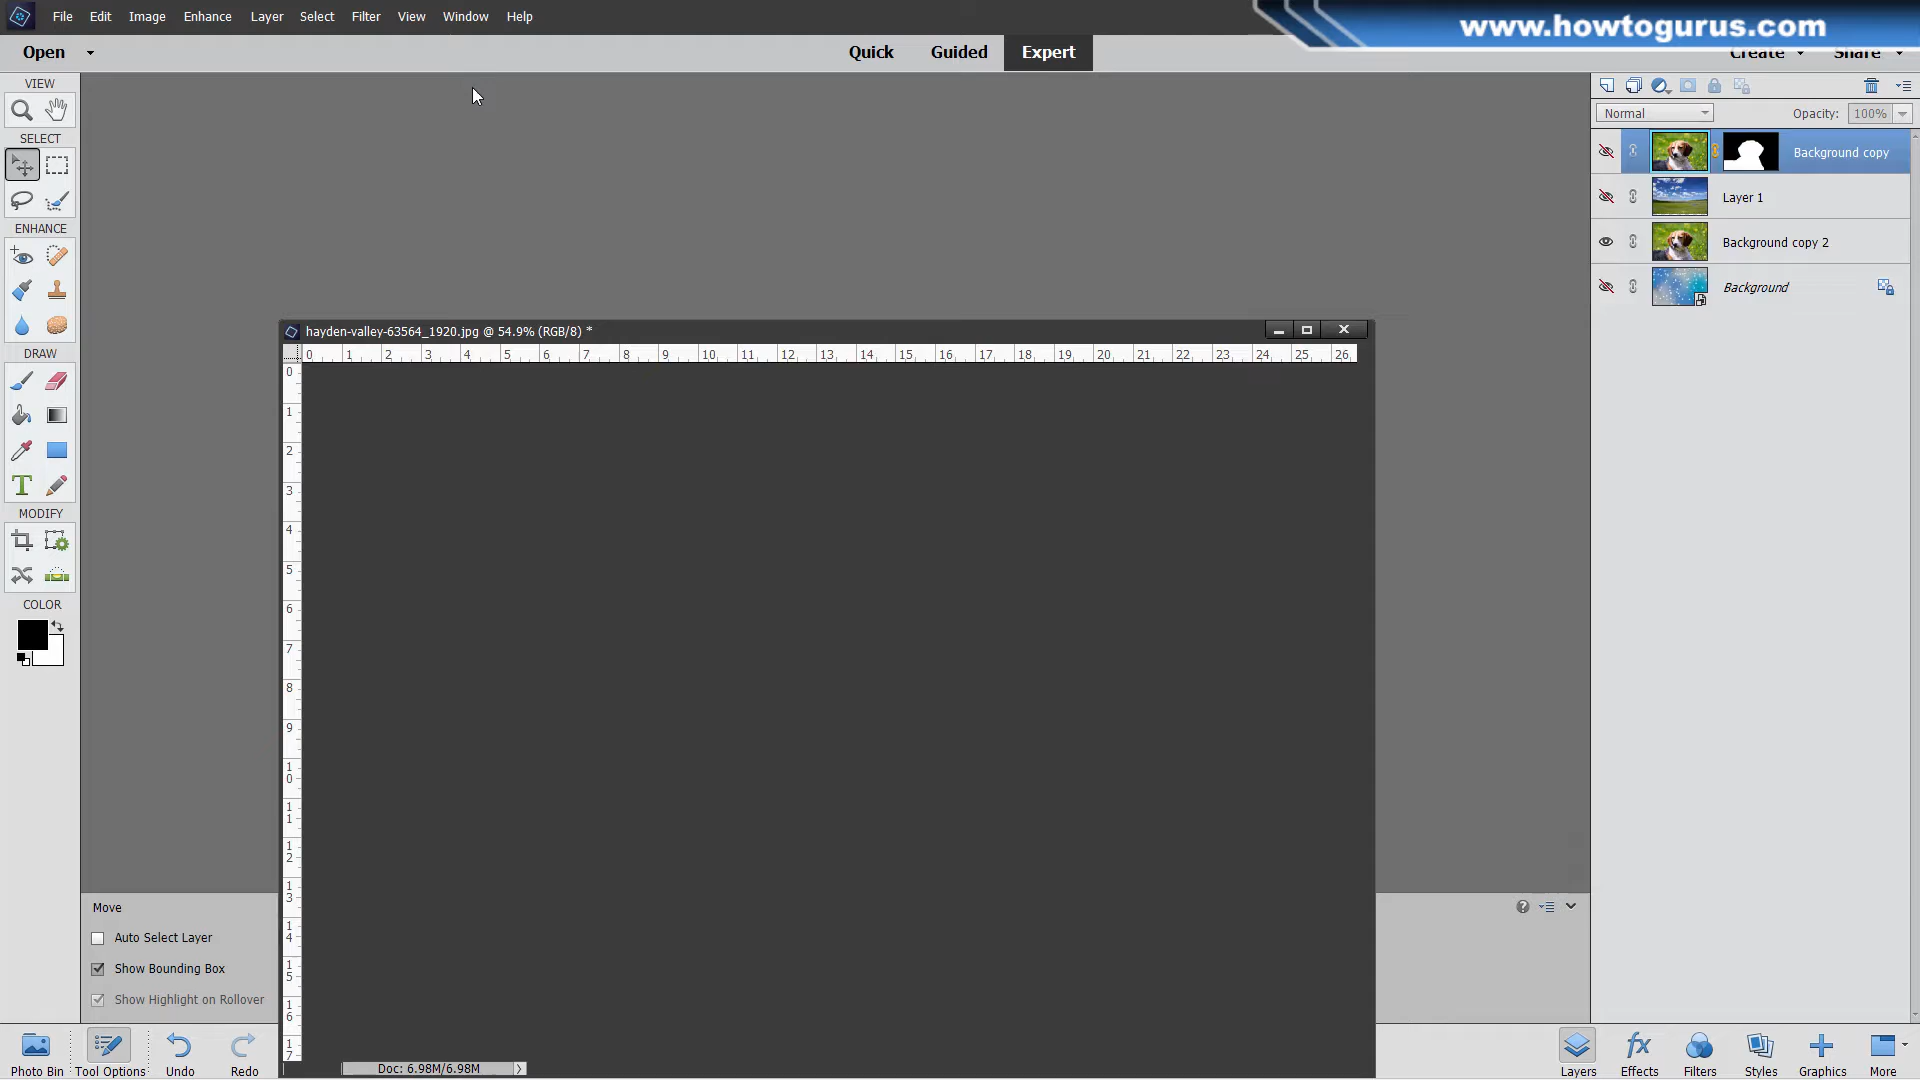 File Edit Image Enhance Layer Select Filter View Window Help
www.howtogurus.com
Open Quick Guided Expert Create Share
VIEW
SELECT
ENHANCE
DRAW
MODIFY
COLOR
Normal Opacity: 100%
Background copy
Layer 1
Background copy 2
Background
hayden-valley-63564_1920.jpg @ 54.9% (RGB/8) *
0 1 2 3 4 5 6 7 8 9 10 11 12 13 14 15 16 17 18 19 20 21 22 23 24 25 26
0
1
2
3
4
5
6
7
8
9
10
11
12
13
14
15
16
17
Move
Auto Select Layer
Show Bounding Box
Show Highlight on Rollover
Doc: 6.98M/6.98M
Photo Bin Tool Options Undo Redo Layers Effects Filters Styles Graphics More